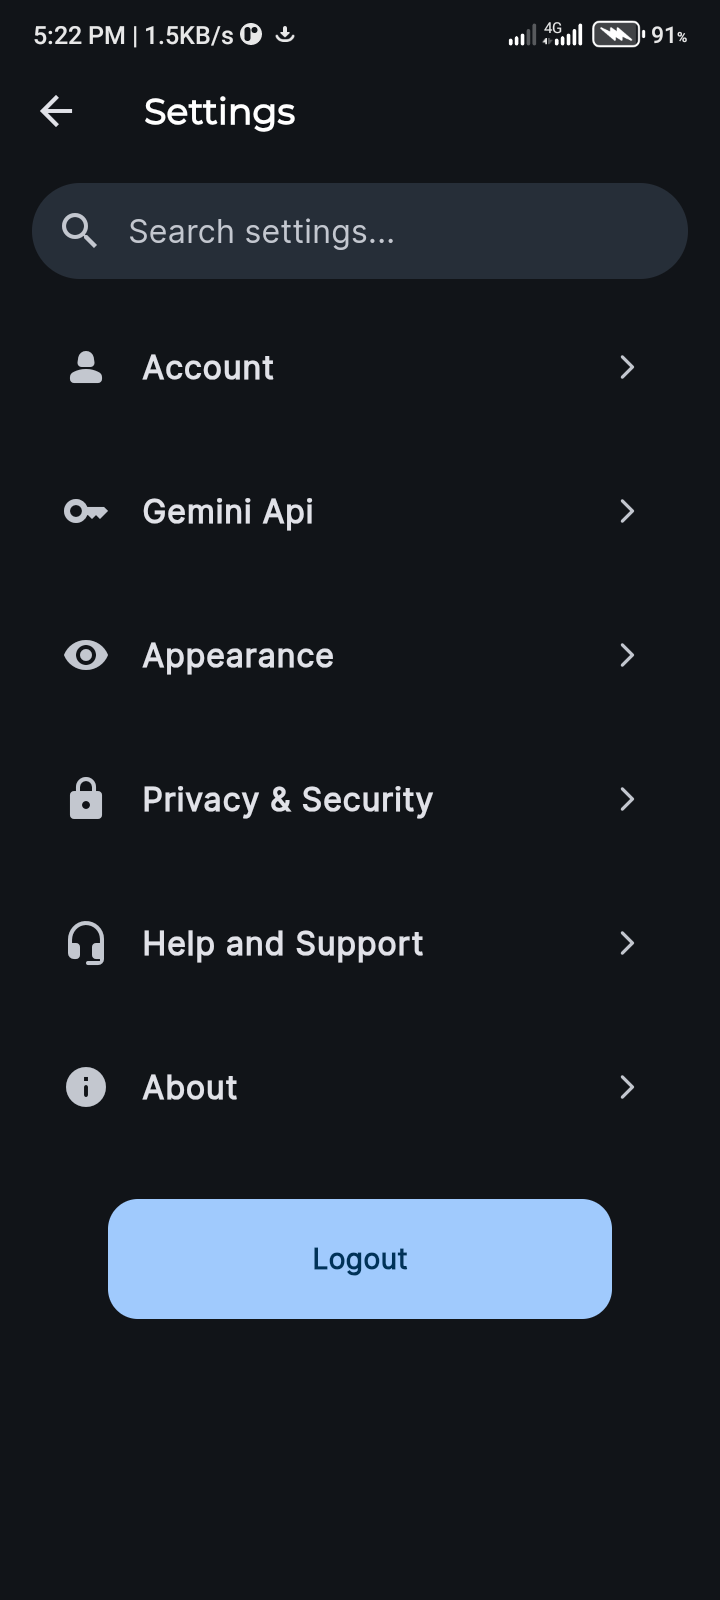 5:22 PM | 1.5KB/s 4G 91%
Settings
Search settings...
Account
Gemini Api
Appearance
Privacy & Security
Help and Support
About
Logout